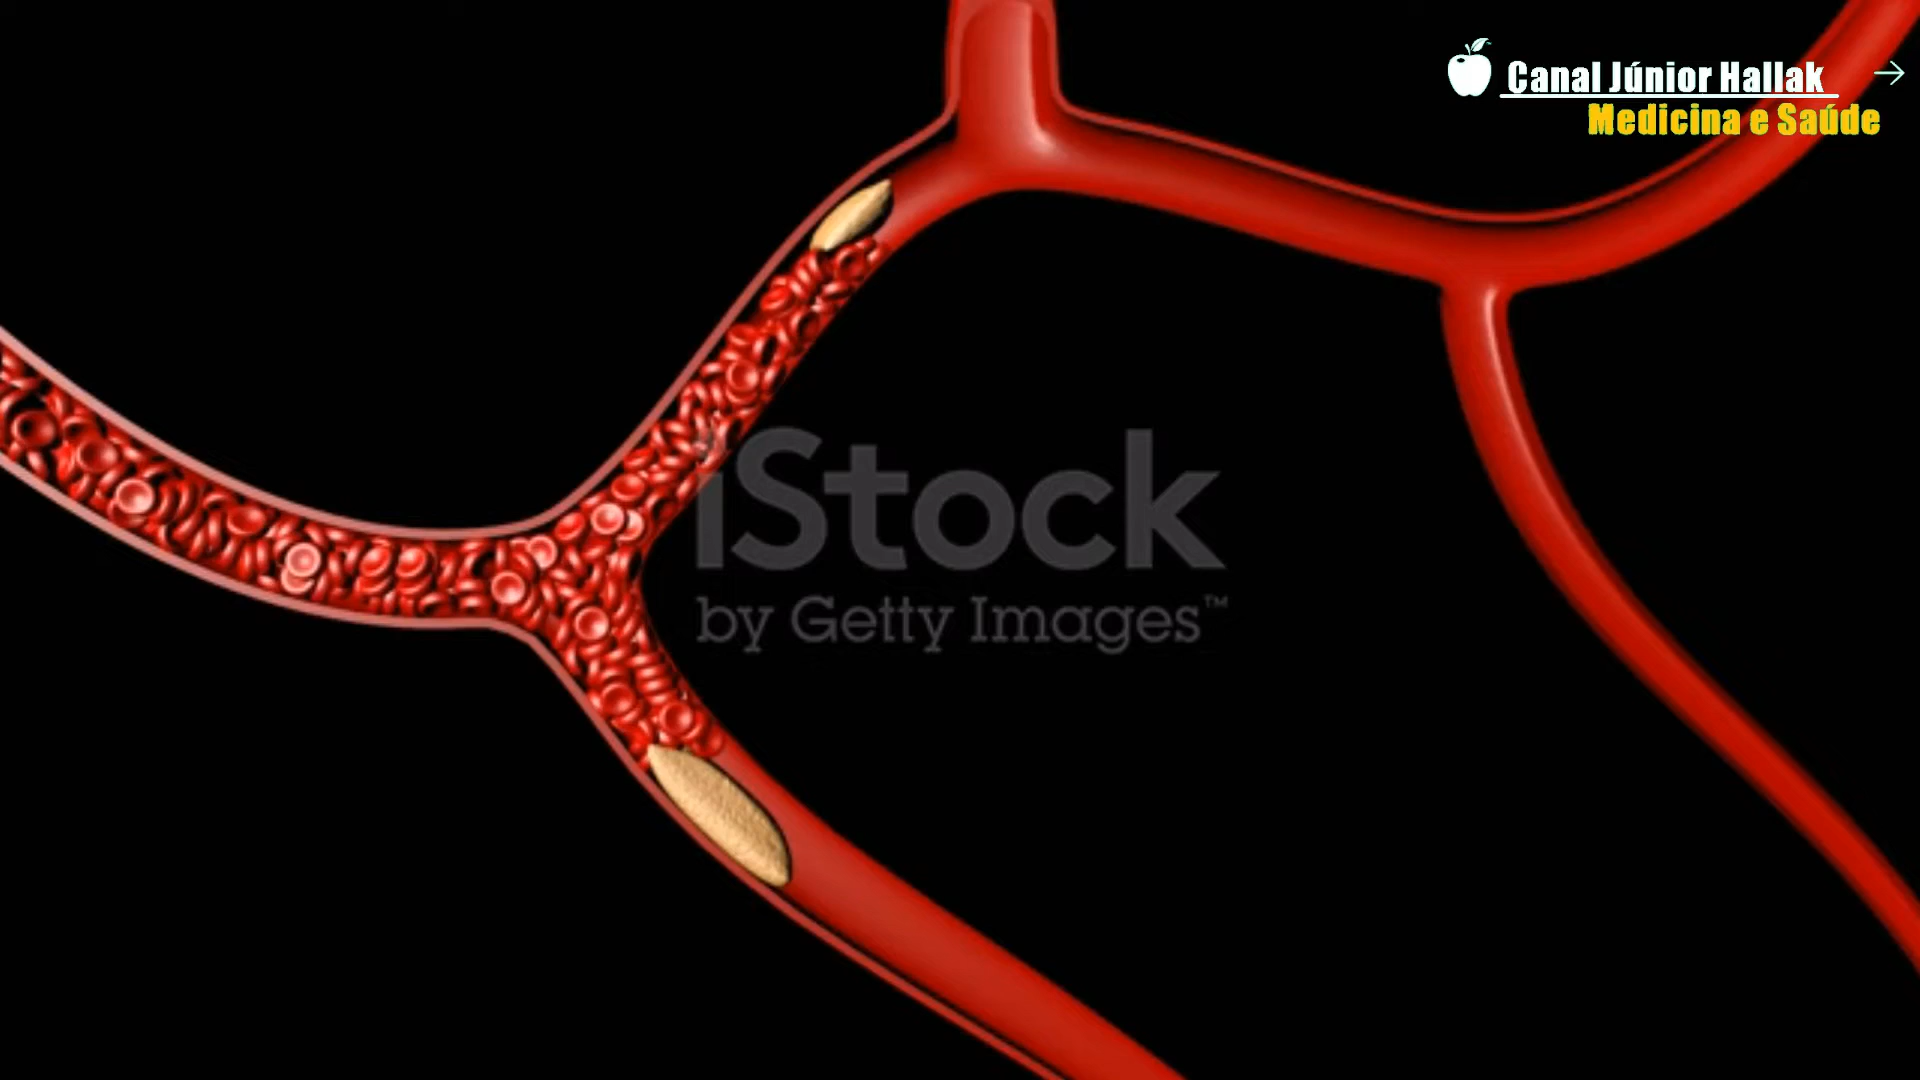 Canal Júnior Hallak
Medicina e Saúde
iStock
by Getty Images™